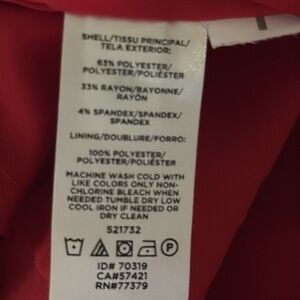 SHELL/TISSU PRINCIPAL/
TELA EXTERIOR:
63% POLYESTER/
POLYESTER/POLIÉSTER
33% RAYON/RAYONNE/
RAYÓN
4% SPANDEX/SPANDEX/
SPANDEX
LINING/DOUBLURE/FORRO:
100% POLYESTER/
POLYESTER/POLIÉSTER
MACHINE WASH COLD WITH
LIKE COLORS ONLY NON-
CHLORINE BLEACH WHEN
NEEDED TUMBLE DRY LOW
COOL IRON IF NEEDED OR
DRY CLEAN
521732
ID# 70319
CA#57421
RN#77379